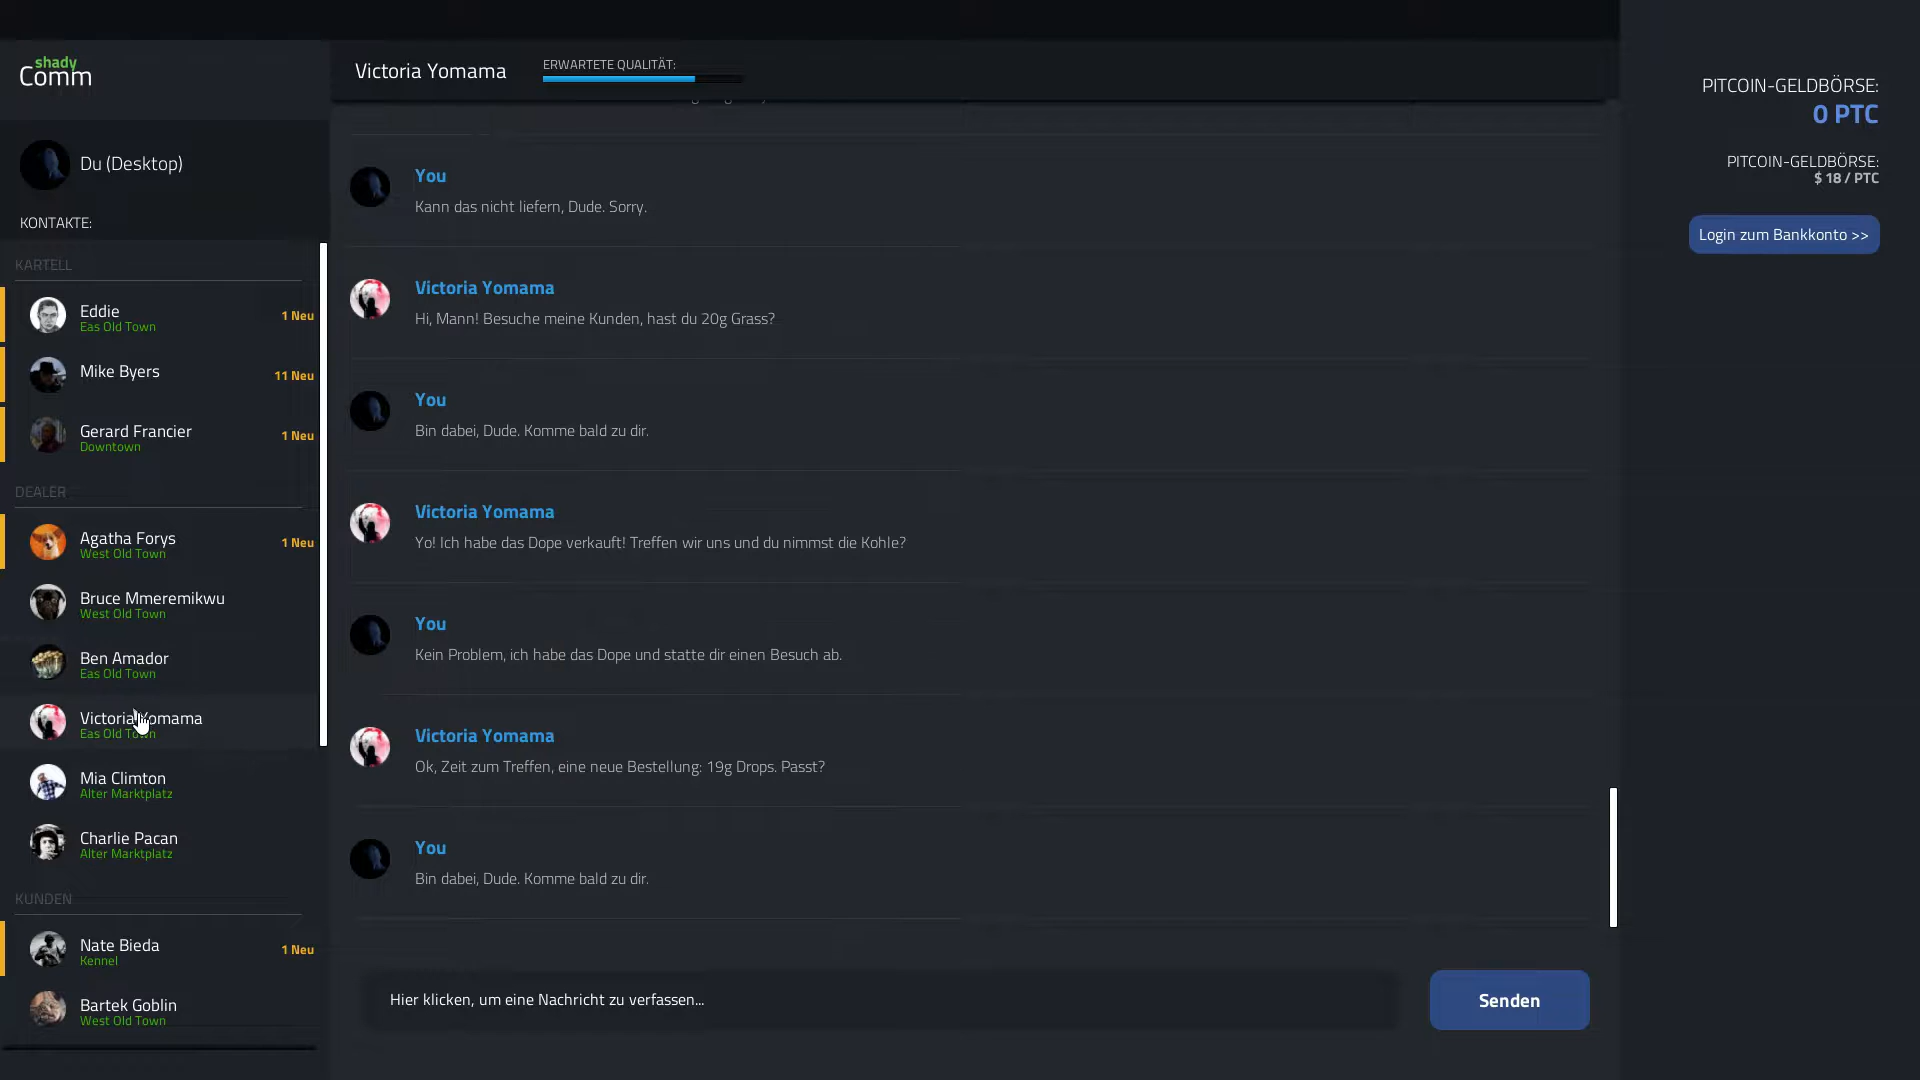 shady
Comm
Du (Desktop)
KONTAKTE:
KARTELL
Eddie
Eas Old Town
1 Neu
Mike Byers
11 Neu
Gerard Francier
Downtown
1 Neu
DEALER
Agatha Forys
West Old Town
1 Neu
Bruce Mmeremikwu
West Old Town
Ben Amador
Eas Old Town
Victoria Yomama
Eas Old Town
Mia Climton
Alter Marktplatz
Charlie Pacan
Alter Marktplatz
KUNDEN
Nate Bieda
Kennel
1 Neu
Bartek Goblin
West Old Town
Victoria Yomama
ERWARTETE QUALITÄT:
You
Kann das nicht liefern, Dude. Sorry.
Victoria Yomama
Hi, Mann! Besuche meine Kunden, hast du 20g Grass?
You
Bin dabei, Dude. Komme bald zu dir.
Victoria Yomama
Yo! Ich habe das Dope verkauft! Treffen wir uns und du nimmst die Kohle?
You
Kein Problem, ich habe das Dope und statte dir einen Besuch ab.
Victoria Yomama
Ok, Zeit zum Treffen, eine neue Bestellung: 19g Drops. Passt?
You
Bin dabei, Dude. Komme bald zu dir.
Hier klicken, um eine Nachricht zu verfassen...
Senden
PITCOIN-GELDBÖRSE:
0 PTC
PITCOIN-GELDBÖRSE:
$ 18 / PTC
Login zum Bankkonto >>